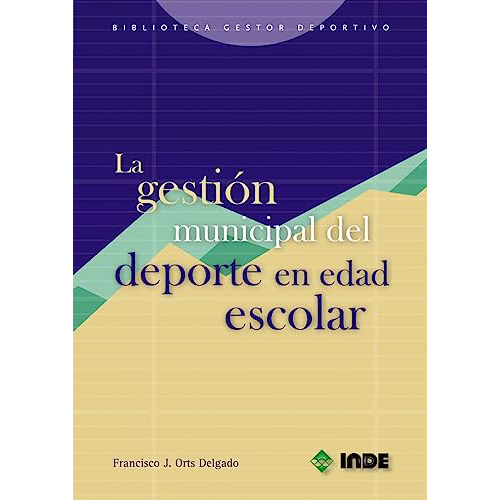 BIBLIOTECA GESTOR DEPORTIVO
La
gestión
municipal del
deporte en edad
escolar
Francisco J. Orts Delgado
INDE